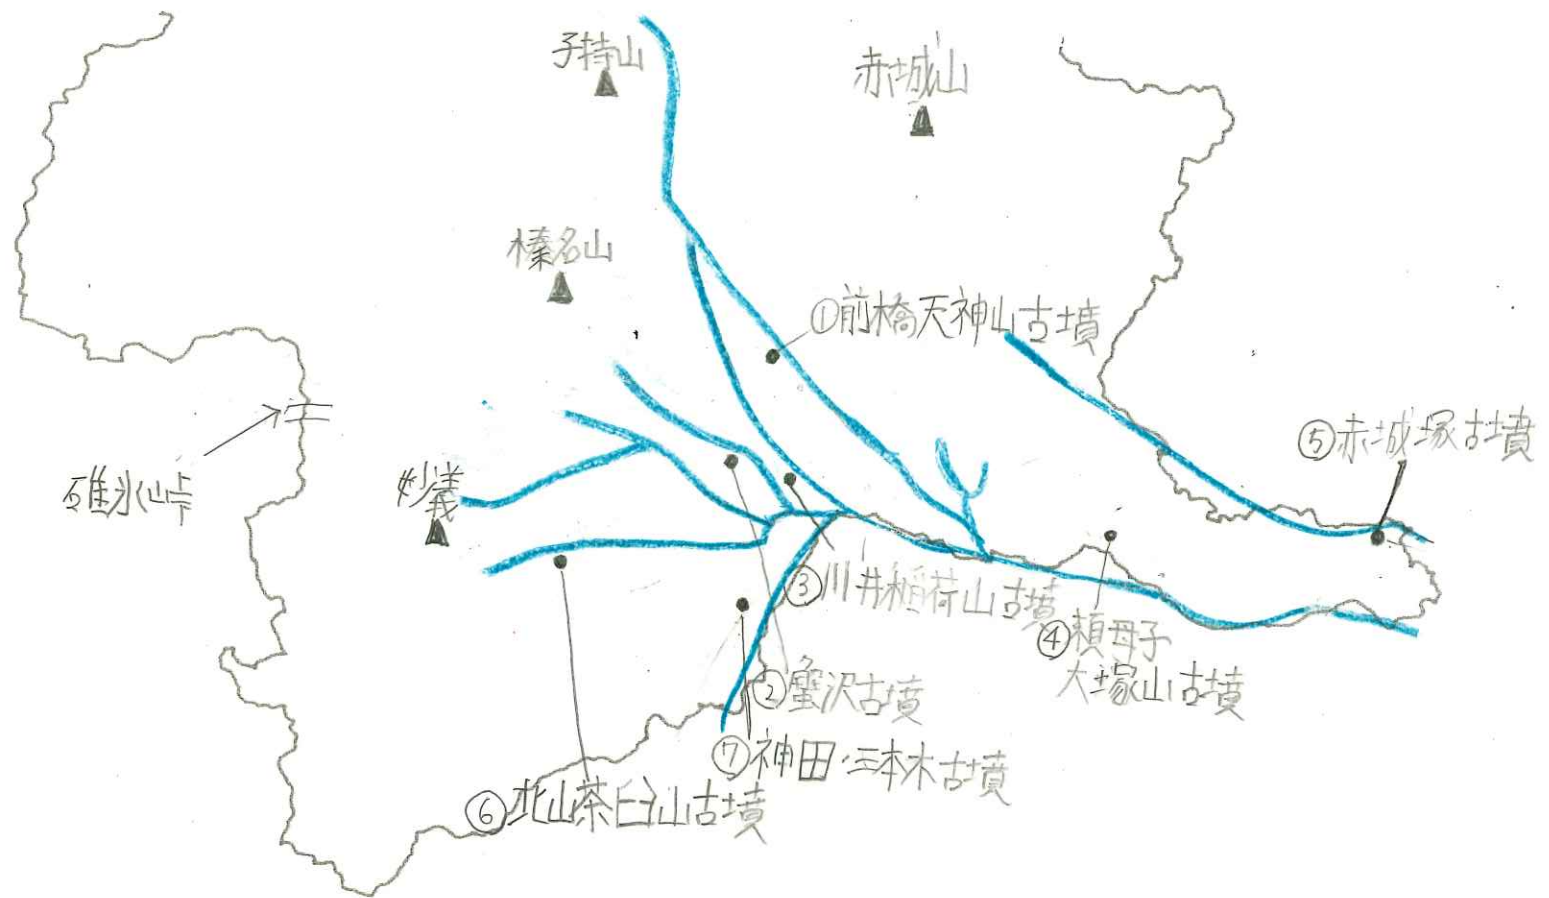 子持山
赤城山
榛名山
①前橋天神山古墳
⑤赤城塚古墳
碓氷峠
妙義
③川井稲荷山古墳
④頼母子
大塚山古墳
②蟹沢古墳
⑦神田・三本木古墳
⑥北山茶臼山古墳